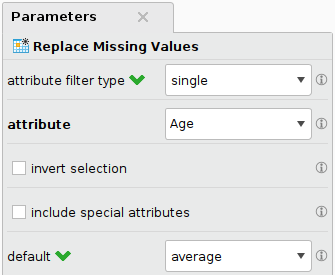 Parameters
Replace Missing Values
attribute filter type single
attribute Age
invert selection
include special attributes
default average